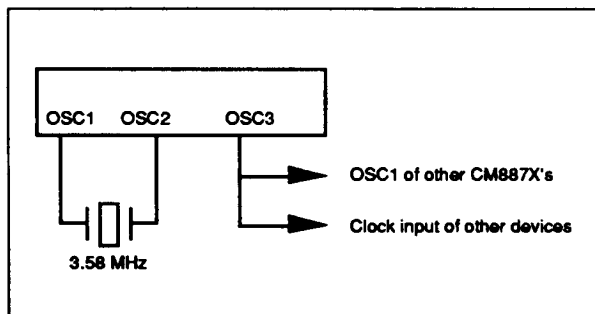 OSC1 OSC2 OSC3
OSC1 of other CM887X's
Clock input of other devices
3.58 MHz